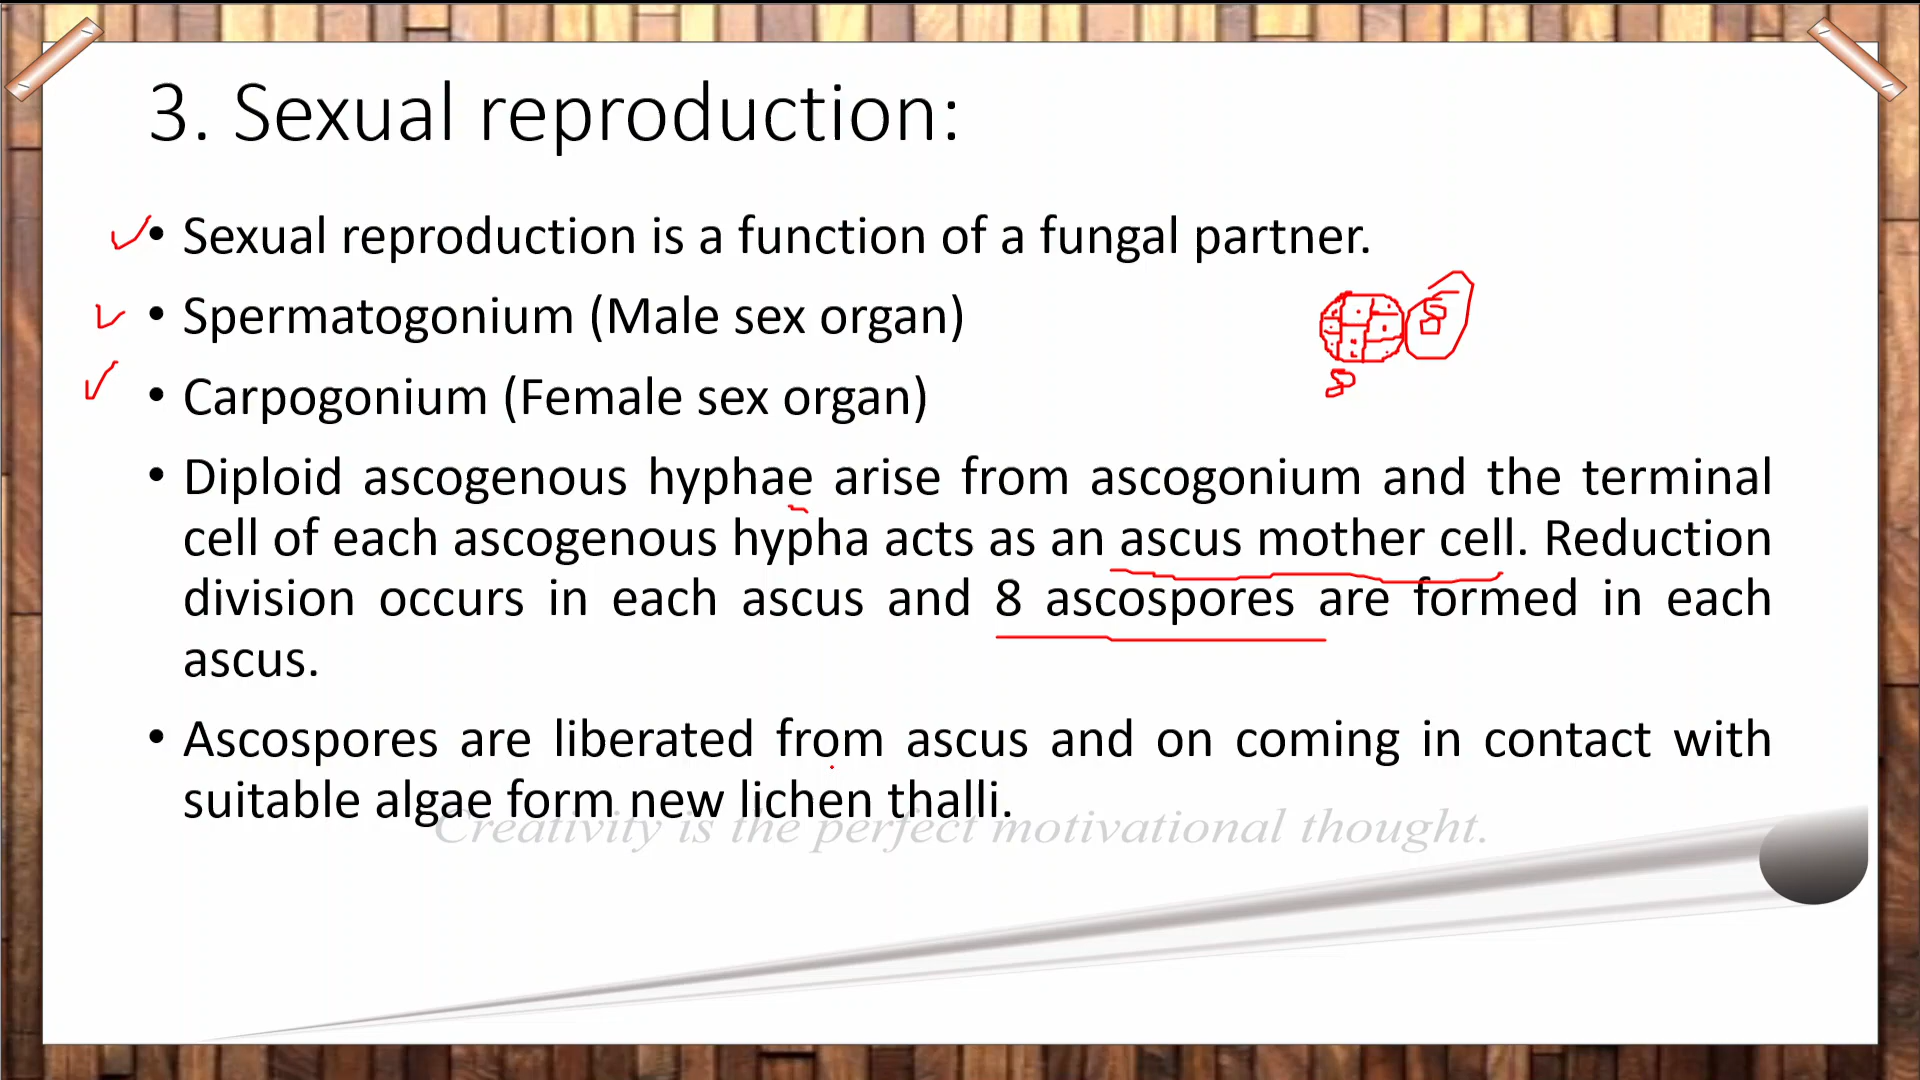 3. Sexual reproduction:
• Sexual reproduction is a function of a fungal partner.
• Spermatogonium (Male sex organ)
• Carpogonium (Female sex organ)
• Diploid ascogenous hyphae arise from ascogonium and the terminal
cell of each ascogenous hypha acts as an ascus mother cell. Reduction
division occurs in each ascus and 8 ascospores are formed in each
ascus.
• Ascospores are liberated from ascus and on coming in contact with
suitable algae form new lichen thalli.
Creativity is the perfect motivational thought.